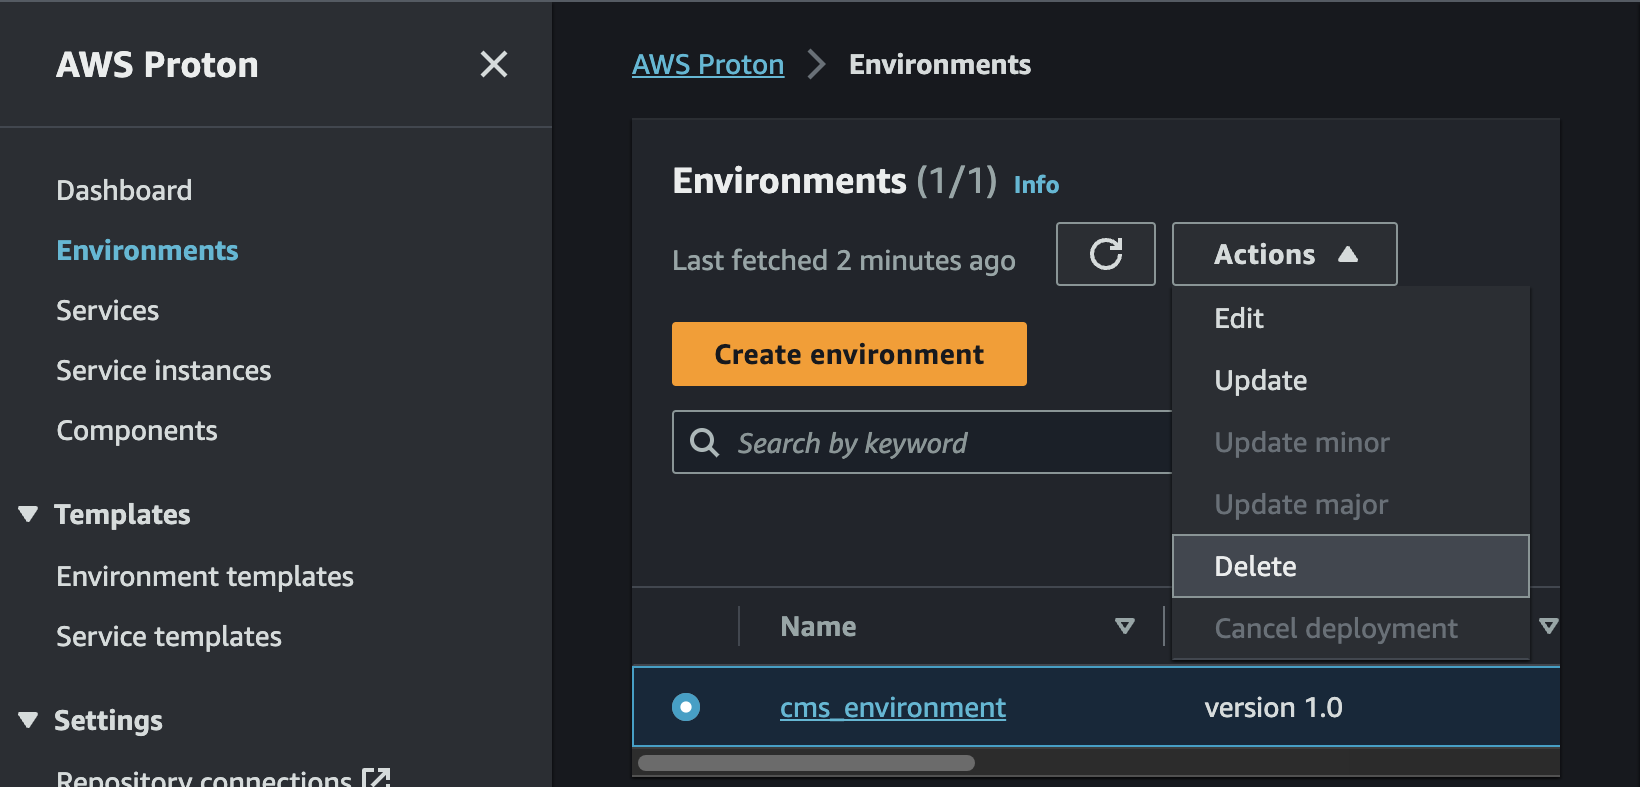 AWS Proton
Dashboard
Environments
Services
Service instances
Components
Templates
Environment templates
Service templates
Settings
Repository connections
AWS Proton > Environments
Environments (1/1) Info
Last fetched 2 minutes ago
Actions
Edit
Update
Update minor
Update major
Delete
Cancel deployment
Create environment
Search by keyword
Name
cms_environment version 1.0